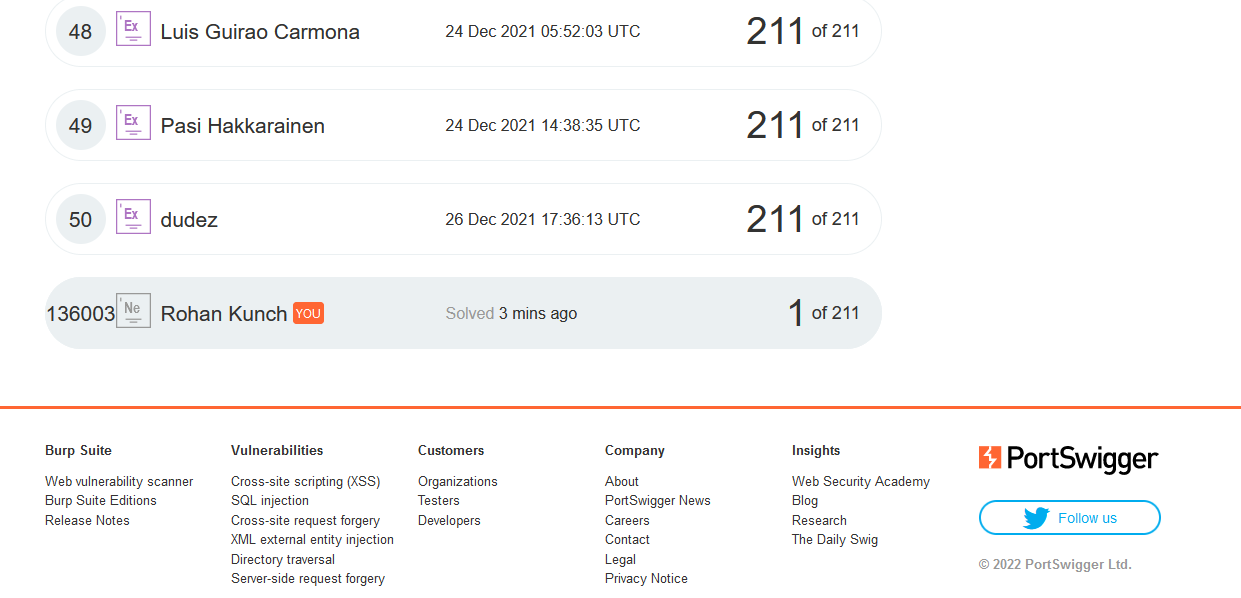 48 Ex Luis Guirao Carmona 24 Dec 2021 05:52:03 UTC 211 of 211
49 Ex Pasi Hakkarainen 24 Dec 2021 14:38:35 UTC 211 of 211
50 Ex dudez 26 Dec 2021 17:36:13 UTC 211 of 211
136003 Ne Rohan Kunch YOU Solved 3 mins ago 1 of 211
Burp Suite
Web vulnerability scanner
Burp Suite Editions
Release Notes
Vulnerabilities
Cross-site scripting (XSS)
SQL injection
Cross-site request forgery
XML external entity injection
Directory traversal
Server-side request forgery
Customers
Organizations
Testers
Developers
Company
About
PortSwigger News
Careers
Contact
Legal
Privacy Notice
Insights
Web Security Academy
Blog
Research
The Daily Swig
PortSwigger
Follow us
© 2022 PortSwigger Ltd.